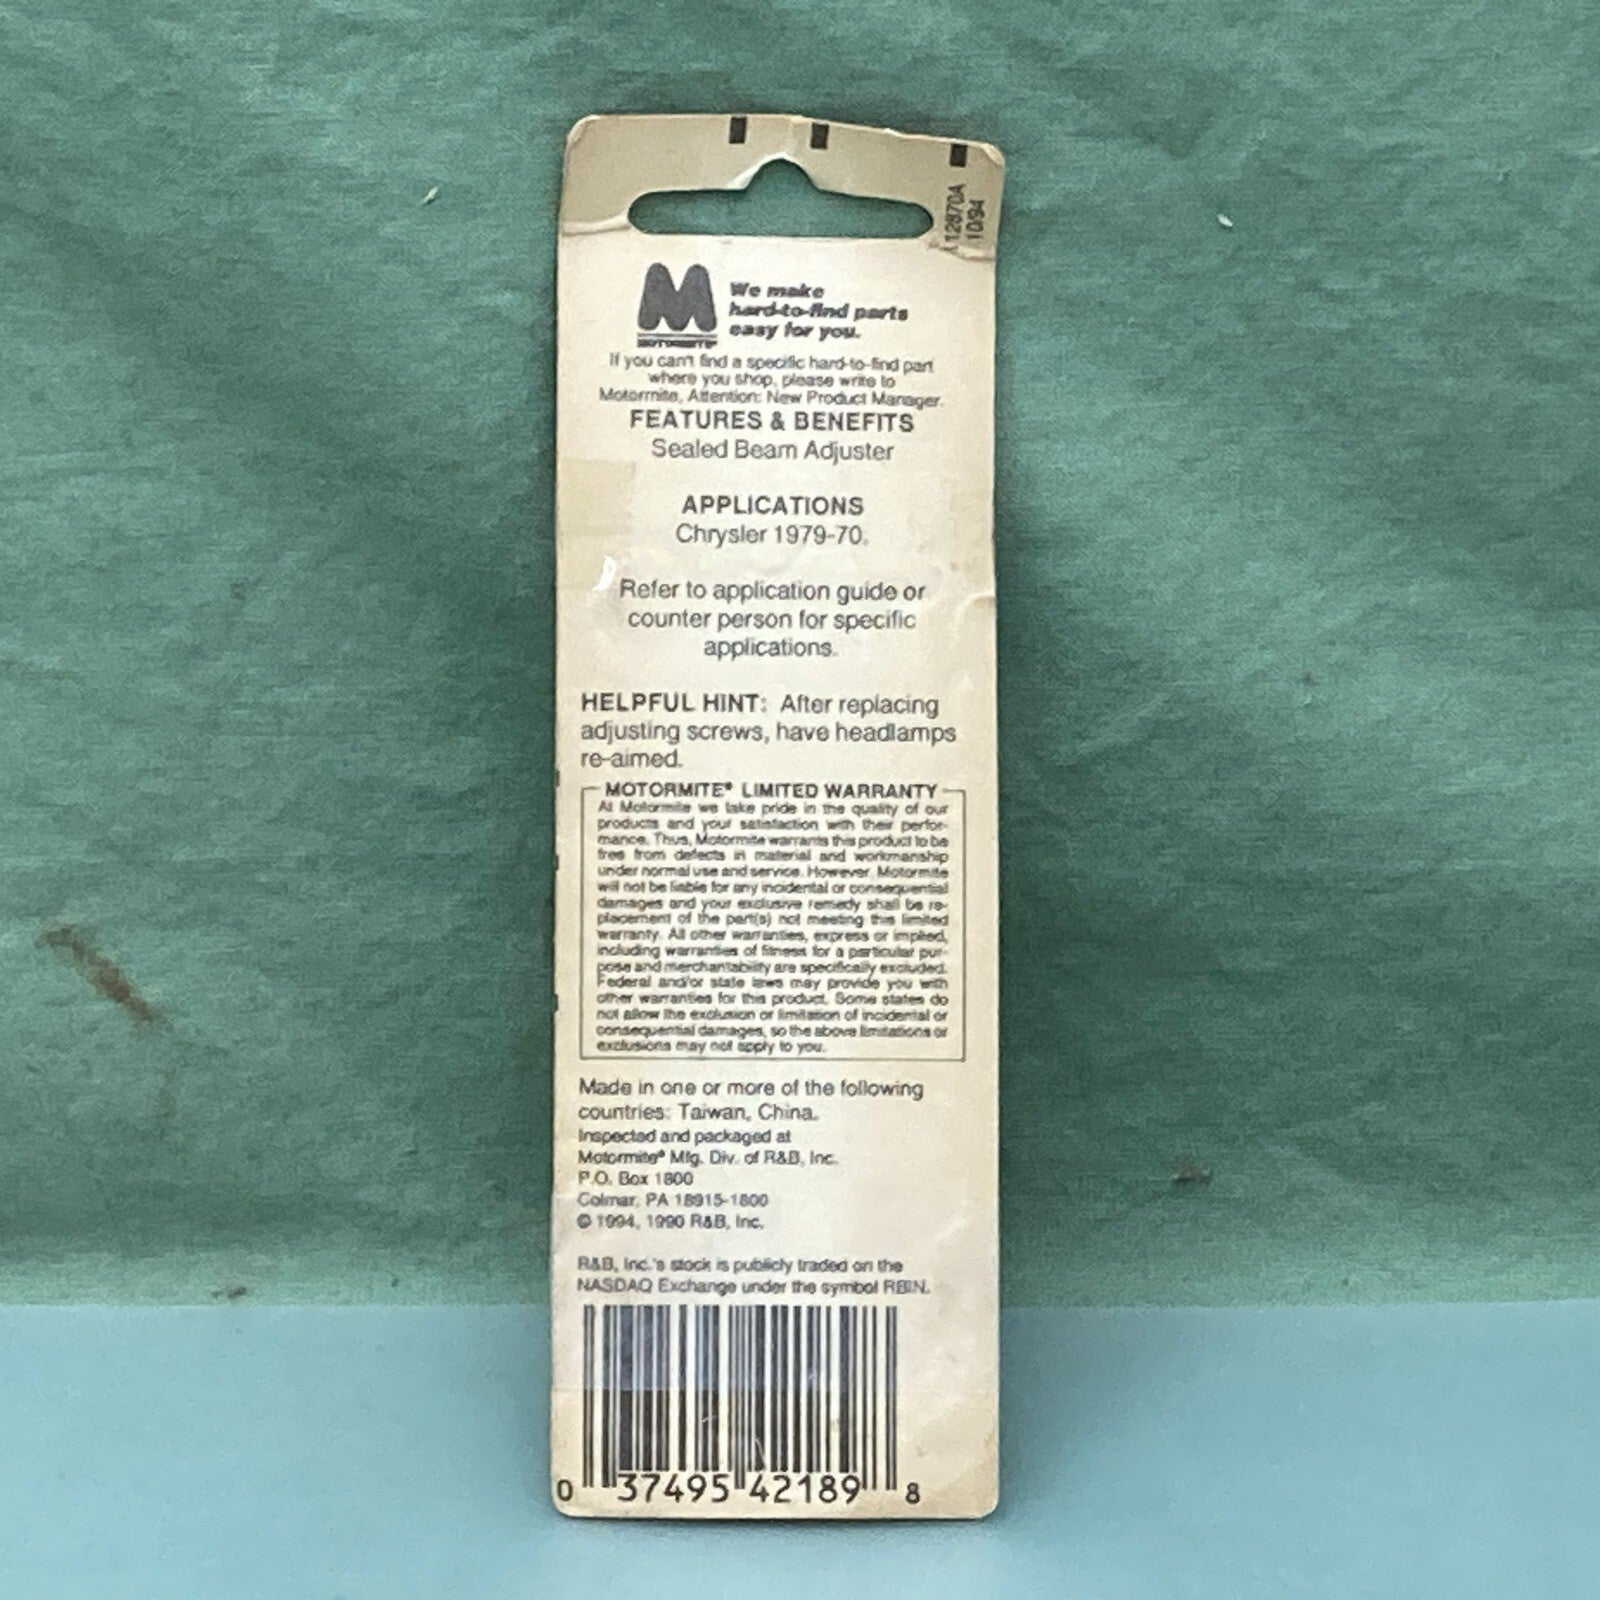 12870A
10/94
M
MOTORMITE®
We make
hard-to-find parts
easy for you.
If you can't find a specific hard-to-find part
where you shop, please write to
Motormite, Attention: New Product Manager.
FEATURES & BENEFITS
Sealed Beam Adjuster
APPLICATIONS
Chrysler 1979-70.
Refer to application guide or
counter person for specific
applications.
HELPFUL HINT: After replacing
adjusting screws, have headlamps
re-aimed.
MOTORMITE® LIMITED WARRANTY
At Motormite we take pride in the quality of our
products and your satisfaction with their perfor-
mance. Thus, Motormite warrants this product to be
free from defects in material and workmanship
under normal use and service. However, Motormite
will not be liable for any incidental or consequential
damages and your exclusive remedy shall be re-
placement of the part(s) not meeting this limited
warranty. All other warranties, express or implied,
including warranties of fitness for a particular pur-
pose and merchantability are specifically excluded.
Federal and/or state laws may provide you with
other warranties for this product. Some states do
not allow the exclusion or limitation of incidental or
consequential damages, so the above limitations or
exclusions may not apply to you.
Made in one or more of the following
countries: Taiwan, China.
Inspected and packaged at
Motormite® Mfg. Div. of R&B, Inc.
P.O. Box 1800
Colmar, PA 18915-1800
© 1994, 1990 R&B, Inc.
R&B, Inc.'s stock is publicly traded on the
NASDAQ Exchange under the symbol RBIN.
0 37495 42189 8